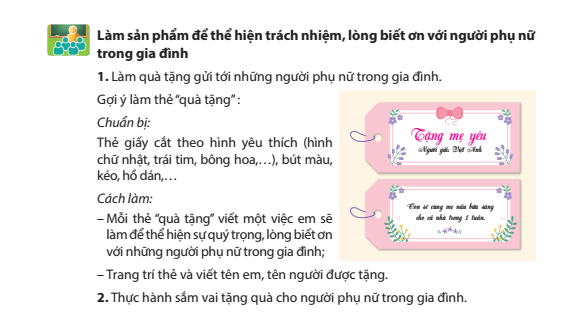 Làm sản phẩm để thể hiện trách nhiệm, lòng biết ơn với người phụ nữ
trong gia đình
1. Làm quà tặng gửi tới những người phụ nữ trong gia đình.
Gợi ý làm thẻ “quà tặng” :
Chuẩn bị:
Thẻ giấy cắt theo hình yêu thích (hình
chữ nhật, trái tim, bông hoa,...), bút màu,
kéo, hồ dán,...
Cách làm:
– Mỗi thẻ “quà tặng” viết một việc em sẽ
làm để thể hiện sự quý trọng, lòng biết ơn
với những người phụ nữ trong gia đình;
– Trang trí thẻ và viết tên em, tên người được tặng.
2. Thực hành sắm vai tặng quà cho người phụ nữ trong gia đình.
Tặng mẹ yêu
Người gửi: Việt Anh
Con sẽ cùng mẹ nấu bữa sáng
cho cả nhà trong 1 tuần.